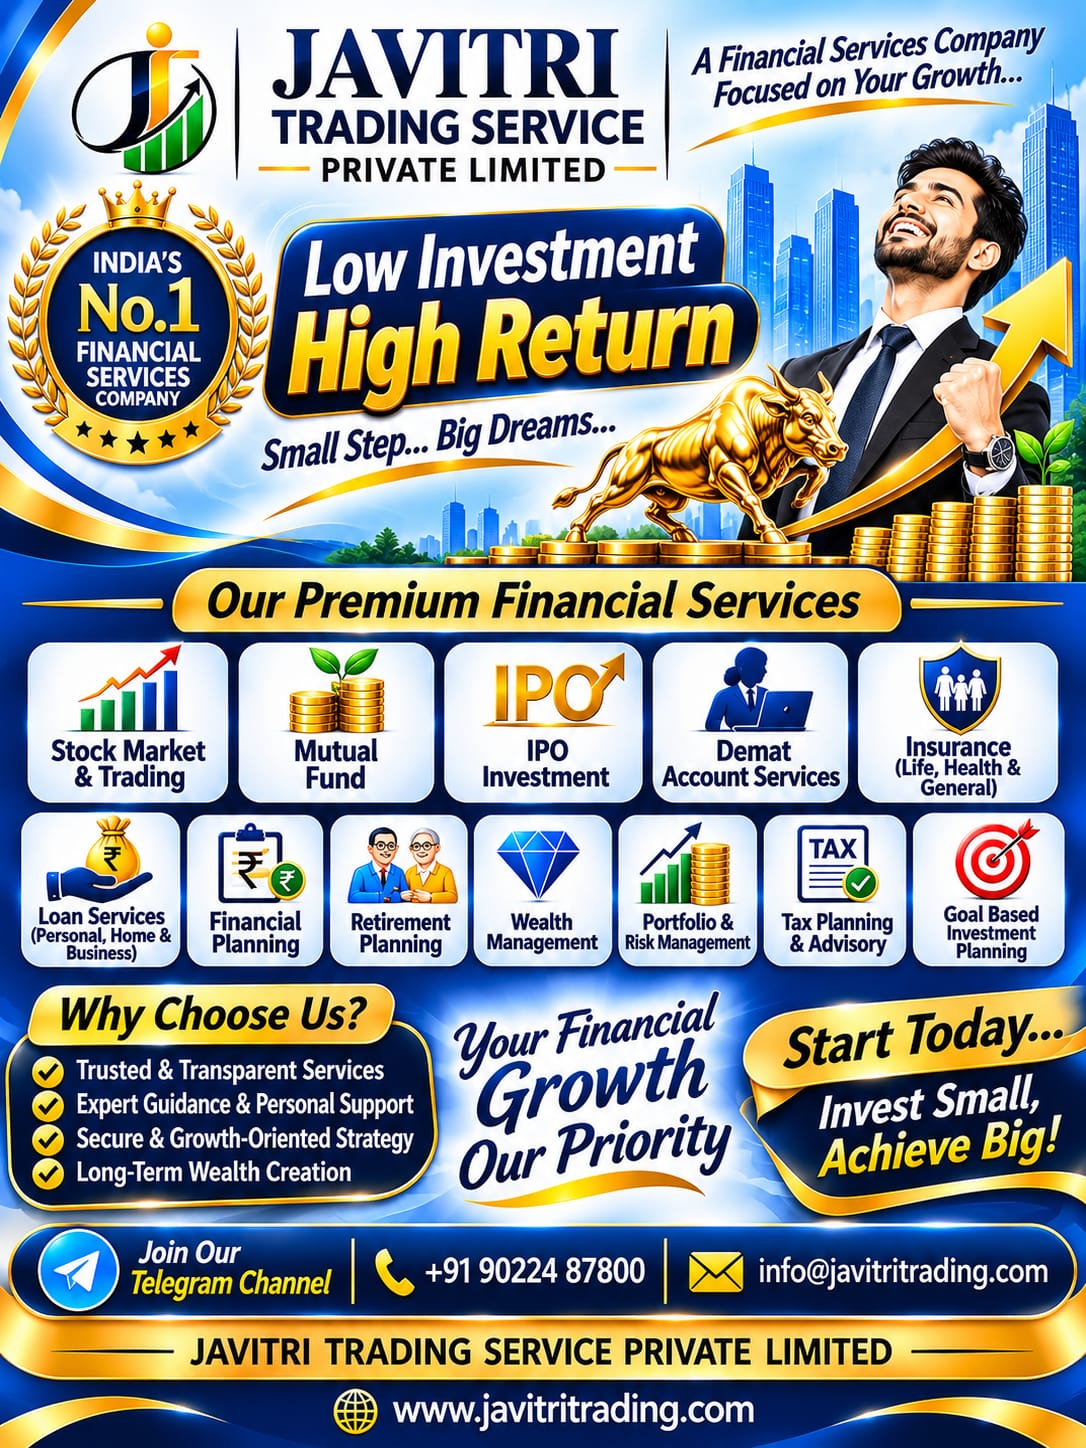 JAVITRI
TRADING SERVICE
PRIVATE LIMITED
A Financial Services Company
Focused on Your Growth...
INDIA'S
No.1
FINANCIAL
SERVICES
COMPANY
Low Investment
High Return
Small Step... Big Dreams...
Our Premium Financial Services
Stock Market
& Trading
Mutual
Fund
IPO
IPO
Investment
Demat
Account Services
Insurance
(Life, Health &
General)
₹
Loan Services
(Personal, Home &
Business)
₹
₹
Financial
Planning
Retirement
Planning
Wealth
Management
Portfolio &
Risk Management
TAX
Tax Planning
& Advisory
Goal Based
Investment
Planning
Why Choose Us?
Trusted & Transparent Services
Expert Guidance & Personal Support
Secure & Growth-Oriented Strategy
Long-Term Wealth Creation
Your Financial
Growth
Our Priority
Start Today...
Invest Small,
Achieve Big!
Join Our
Telegram Channel
+91 90224 87800
info@javitritrading.com
JAVITRI TRADING SERVICE PRIVATE LIMITED
www.javitritrading.com